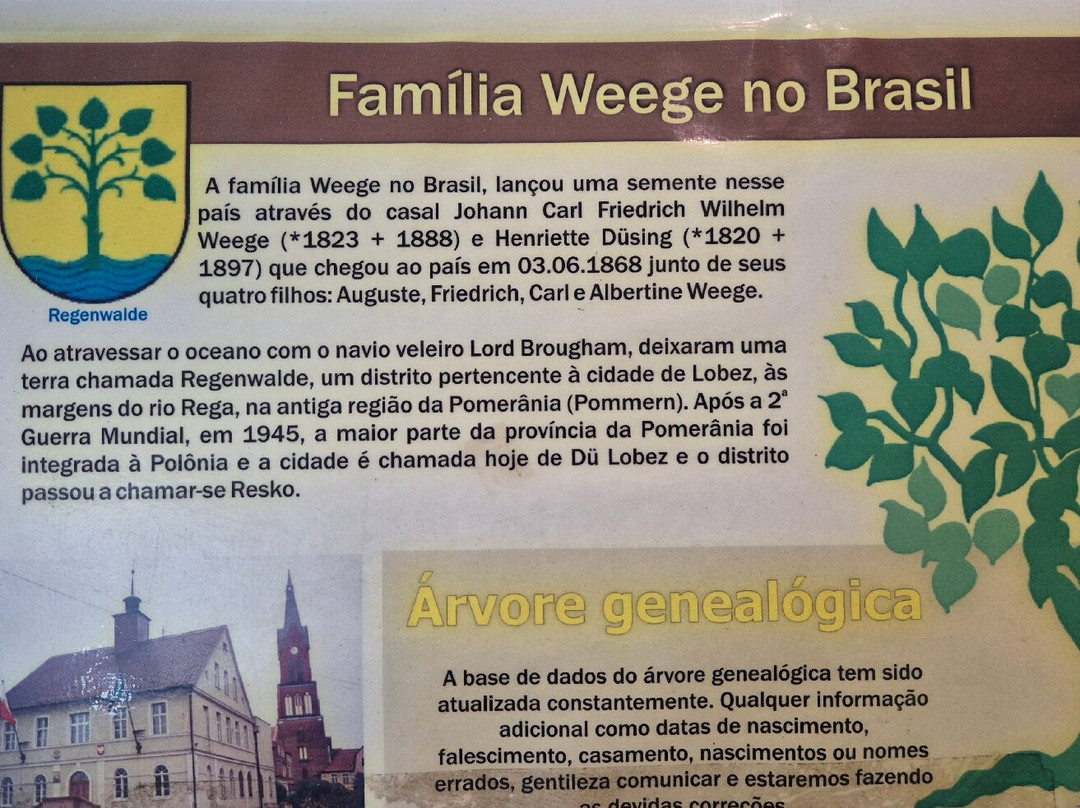 Família Weege no Brasil
A família Weege no Brasil, lançou uma semente nesse
país através do casal Johann Carl Friedrich Wilhelm
Weege (*1823 + 1888) e Henriette Düsing (*1820 +
1897) que chegou ao país em 03.06.1868 junto de seus
quatro filhos: Auguste, Friedrich, Carl e Albertine Weege.
Regenwalde
Ao atravessar o oceano com o navio veleiro Lord Brougham, deixaram uma
terra chamada Regenwalde, um distrito pertencente à cidade de Lobez, às
margens do rio Rega, na antiga região da Pomerânia (Pommern). Após a 2ª
Guerra Mundial, em 1945, a maior parte da província da Pomerânia foi
integrada à Polônia e a cidade é chamada hoje de Dü Lobez e o distrito
passou a chamar-se Resko.
Árvore genealógica
A base de dados do árvore genealógica tem sido
atualizada constantemente. Qualquer informação
adicional como datas de nascimento,
falescimento, casamento, nascimentos ou nomes
errados, gentileza comunicar e estaremos fazendo
as devidas correções